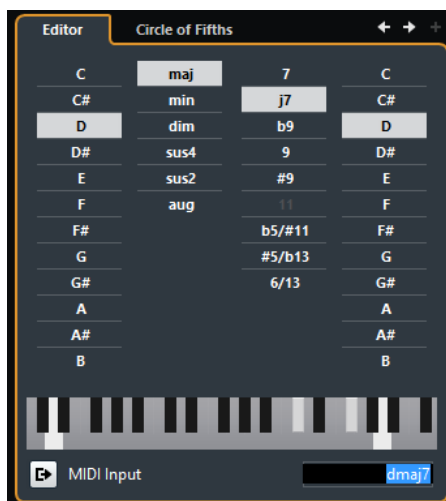 Editor Circle of Fifths
C maj 7 C
C# min j7 C#
D dim b9 D
D# sus4 9 D#
E sus2 #9 E
F aug 11 F
F# b5/#11 F#
G #5/b13 G
G# 6/13 G#
A A
A# A#
B B
MIDI Input dmaj7